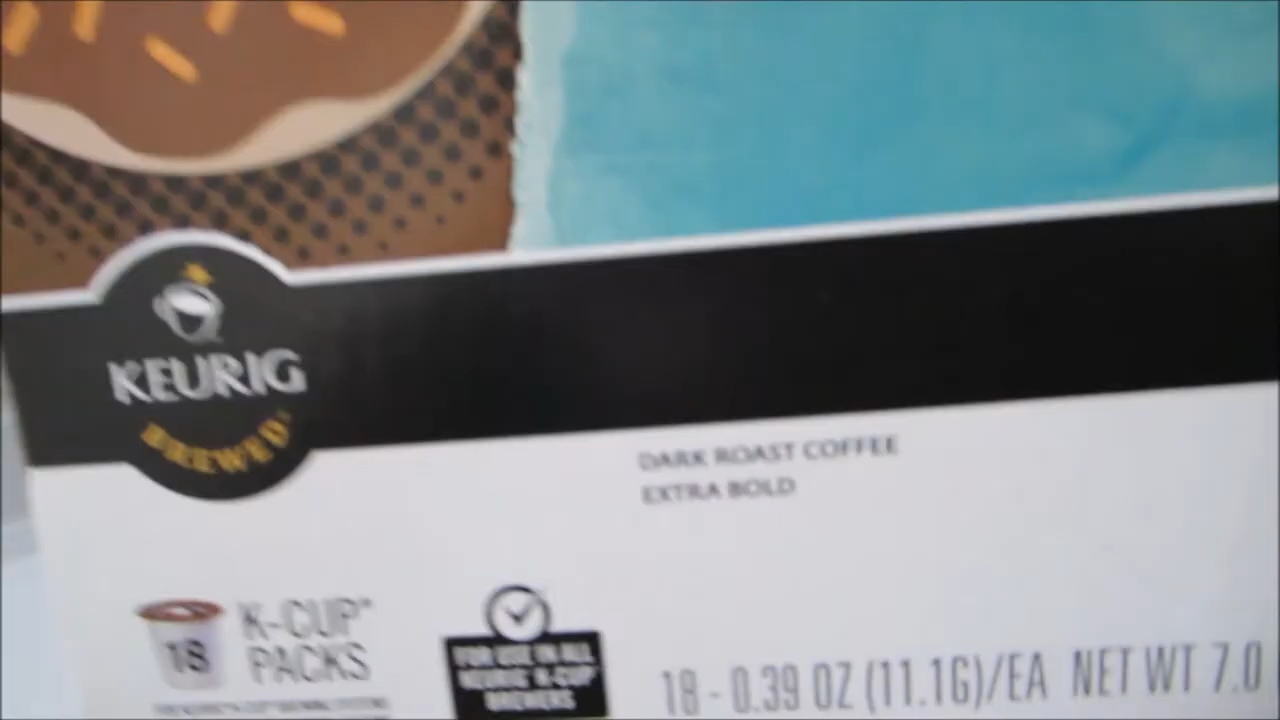 KEURIG
BREWED
DARK ROAST COFFEE
EXTRA BOLD
18
K-CUP
PACKS
FOR USE IN ALL
KEURIG K-CUP
BREWERS
18 - 0.39 OZ (11.1G)/EA NET WT 7.0